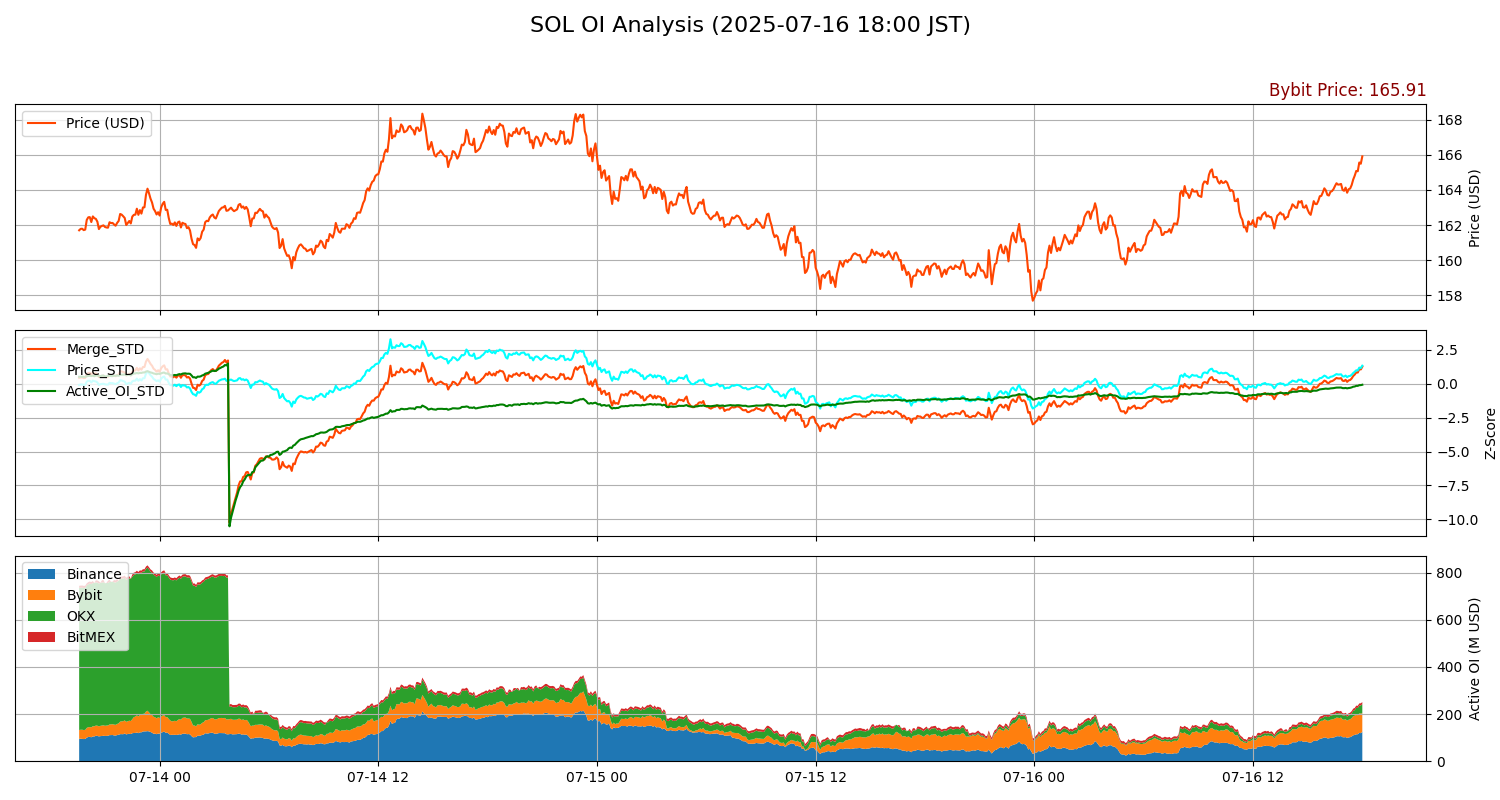 SOL OI Analysis (2025-07-16 18:00 JST)
Bybit Price: 165.91
Price (USD)
168
166
164
162
160
158
Price (USD)
Merge_STD
Price_STD
Active_OI_STD
2.5
0.0
−2.5
−5.0
−7.5
−10.0
Z-Score
Binance
Bybit
OKX
BitMEX
800
600
400
200
0
Active OI (M USD)
07-14 00
07-14 12
07-15 00
07-15 12
07-16 00
07-16 12